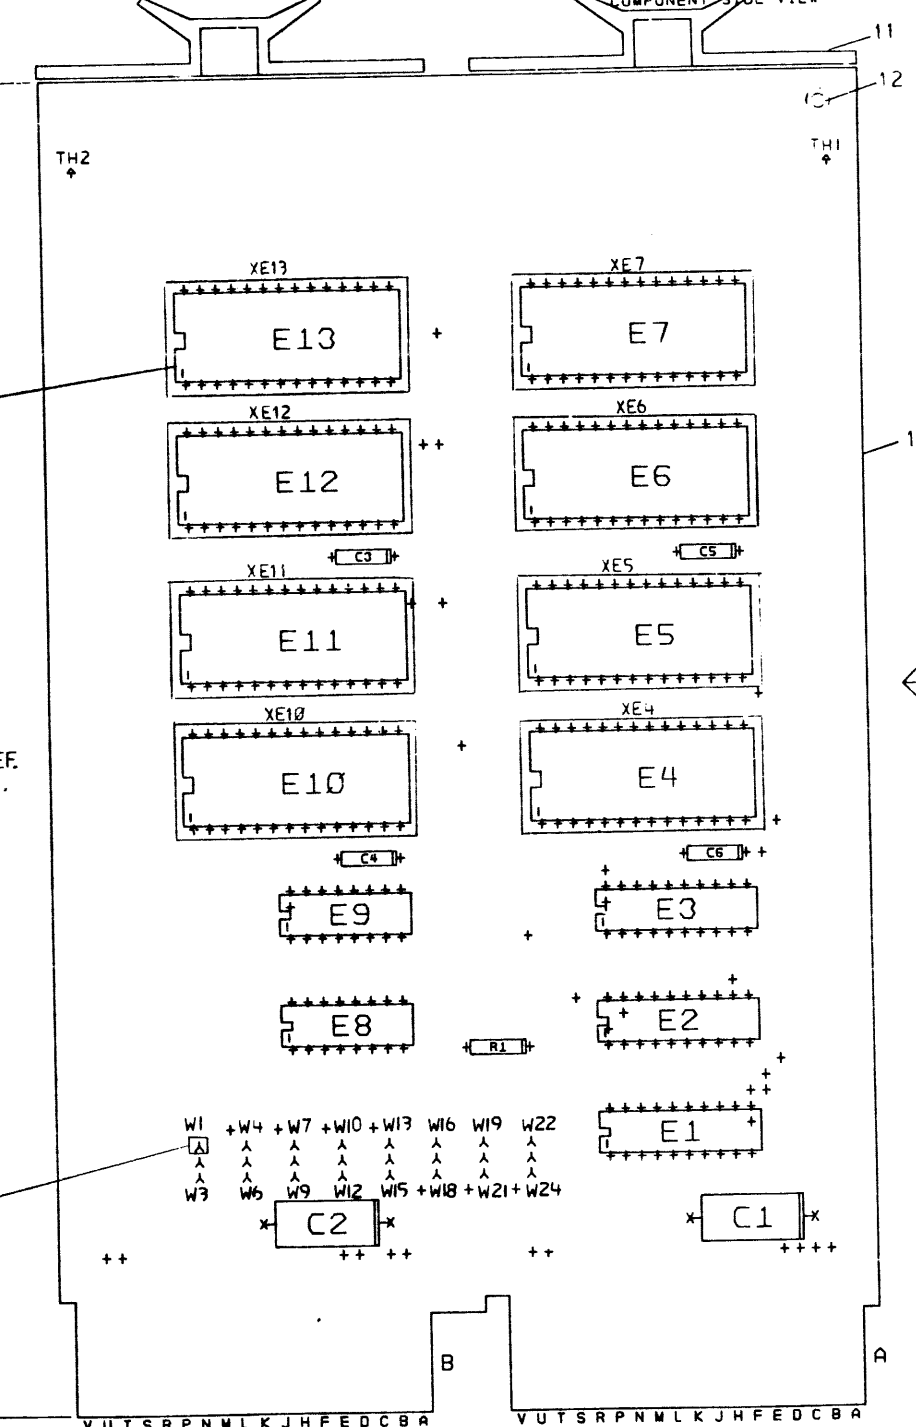 COMPONENT SIDE VIEW
11
12
TH2
TH1
XE13
XE7
E13
E7
XE12
XE6
1
E12
E6
C3
C5
XE11
XE5
E11
E5
XE10
XE4
EF.
E10
E4
C4
C6
E9
E3
E8
E2
R1
W1 W4 W7 W10 W13 W16 W19 W22
E1
W3 W6 W9 W12 W15 W18 W21 W24
C2
C1
B
A
V U T S R P N M L K J H F E D C B A
V U T S R P N M L K J H F E D C B A